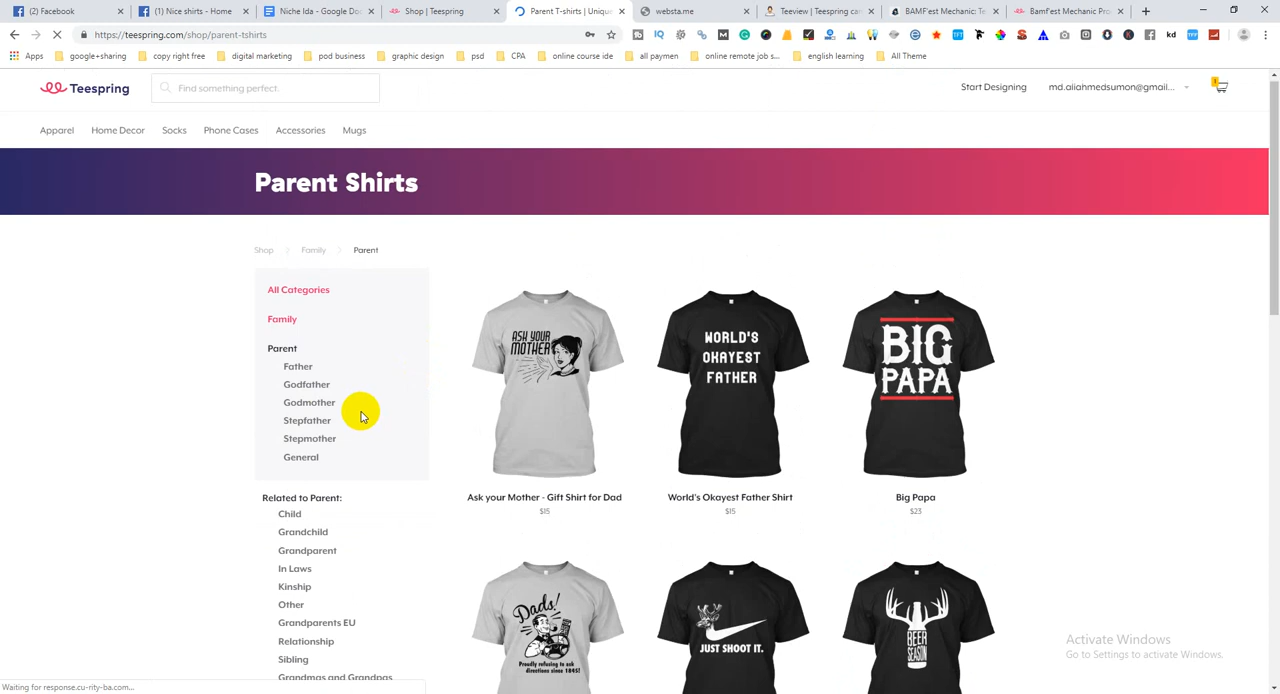 (2) Facebook
(1) Nice shirts - Home
Niche Ida - Google Doc
Shop | Teespring
Parent T-shirts | Unique
websta.me
Teeview | Teespring can
BAMF'est Mechanic: Te
Bamf'est Mechanic Pro
https://teespring.com/shop/parent-tshirts
Apps
google+sharing
copy right free
digital marketing
pod business
graphic design
psd
CPA
online course ide
all paymen
online remote job s...
english learning
All Theme
Teespring
Find something perfect.
Start Designing
md.aliahmedsumon@gmail...
1
Apparel
Home Decor
Socks
Phone Cases
Accessories
Mugs
Parent Shirts
Shop
Family
Parent
All Categories
Family
Parent
Father
Godfather
Godmother
Stepfather
Stepmother
General
Related to Parent:
Child
Grandchild
Grandparent
In Laws
Kinship
Other
Grandparents EU
Relationship
Sibling
Grandmas and Grandpas
ASK YOUR
MOTHER
WORLD'S
OKAYEST
FATHER
BIG
PAPA
Ask your Mother - Gift Shirt for Dad
$15
World's Okayest Father Shirt
$15
Big Papa
$23
Dads!
Proudly refusing to ask
directions since 1845!
JUST SHOOT IT.
BEER
SEASON
Activate Windows
Go to Settings to activate Windows.
Waiting for response.cu-rity-ba.com...